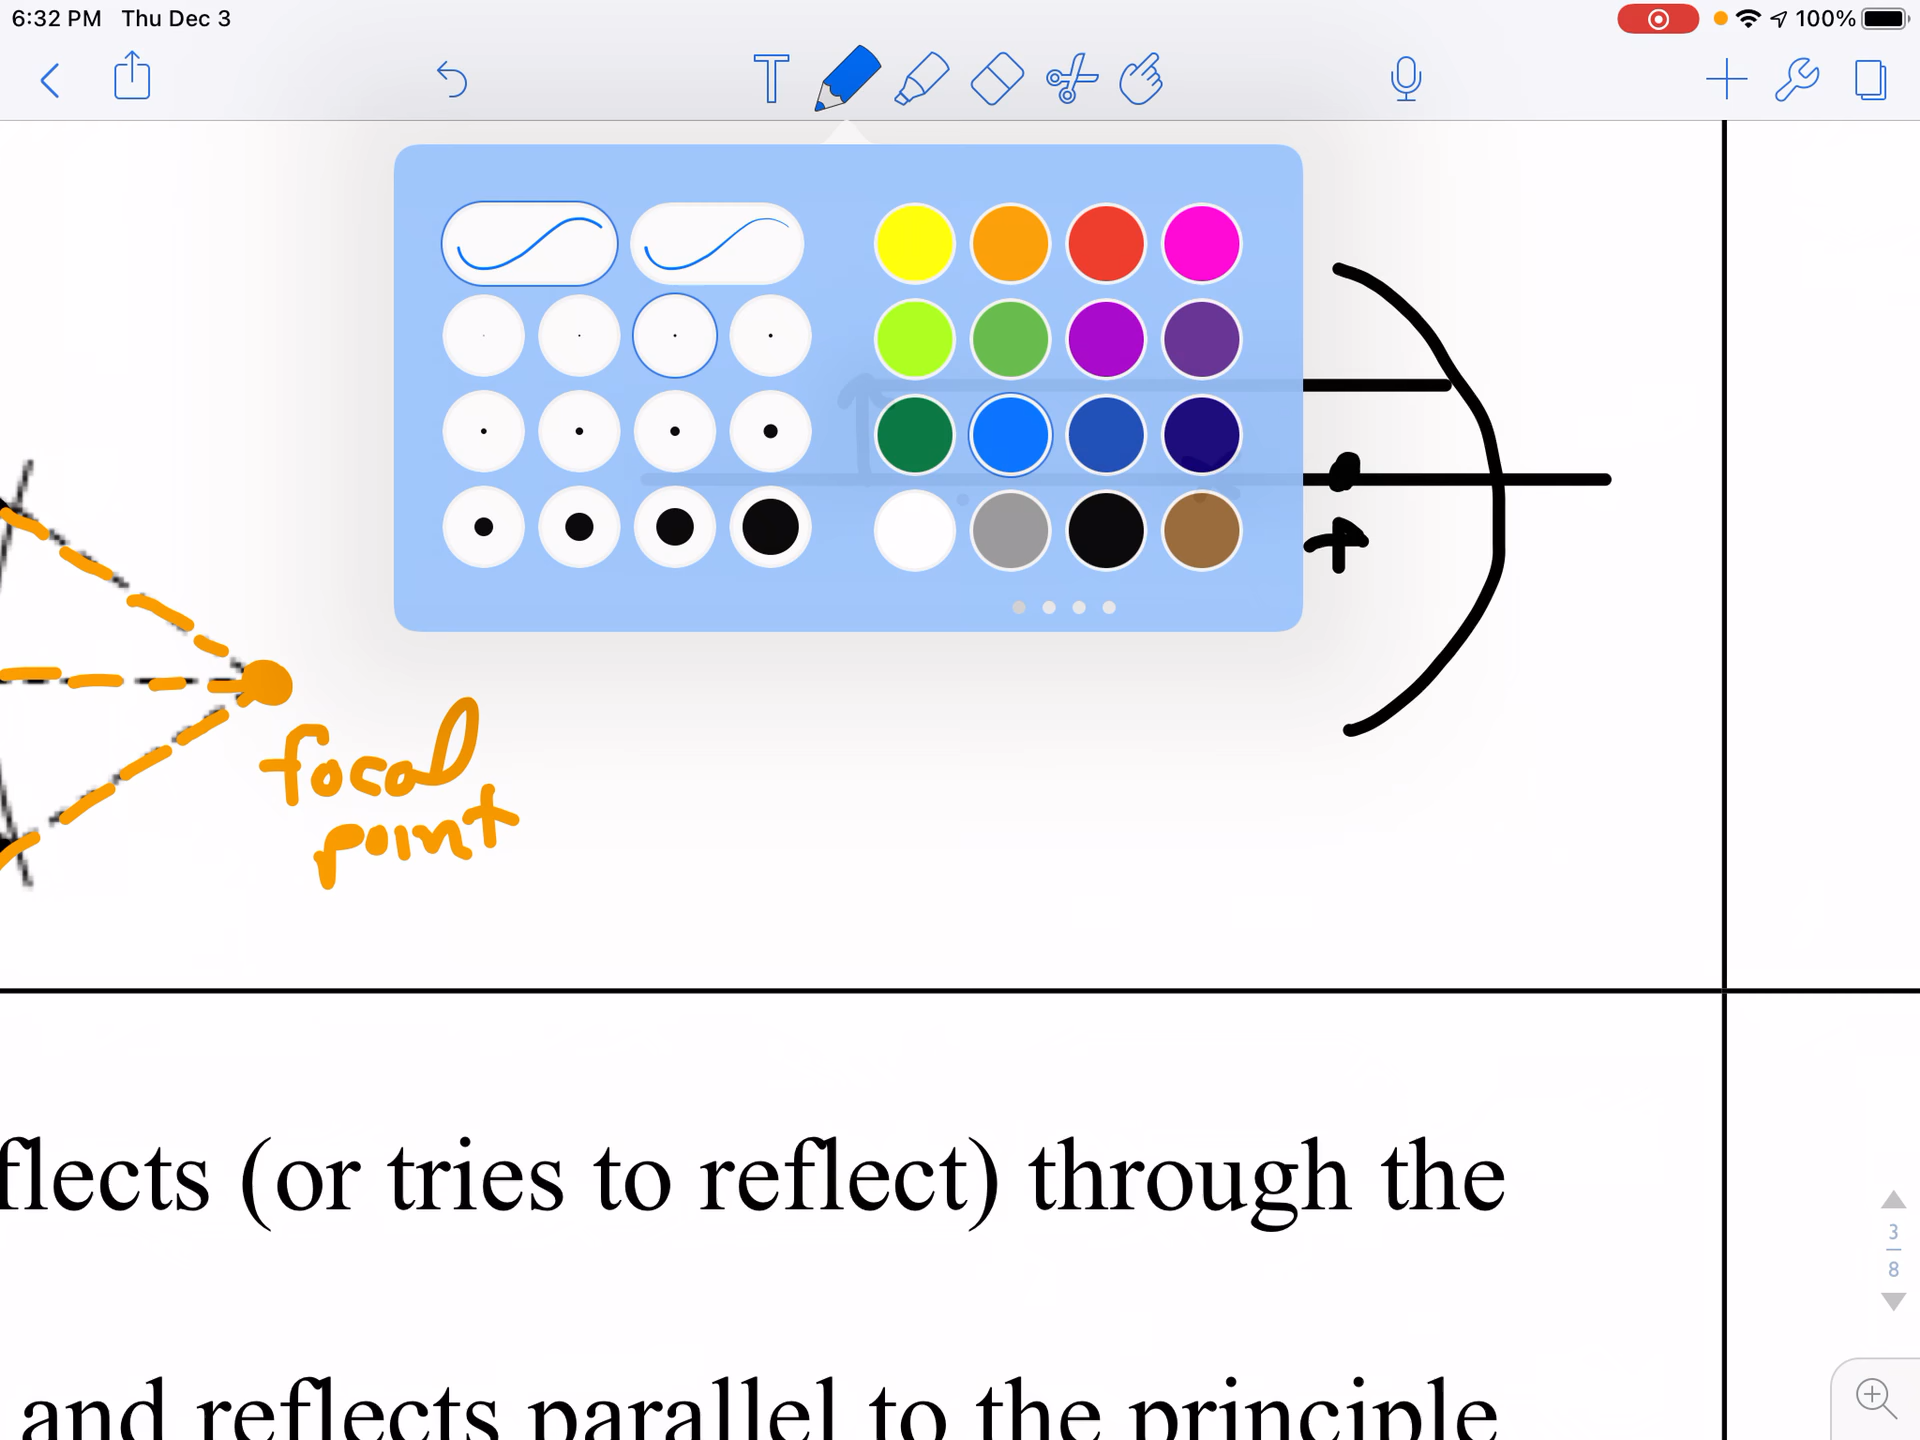 6:32 PM Thu Dec 3
100%
T
focal
point
flects (or tries to reflect) through the
3
8
and reflects parallel to the principle